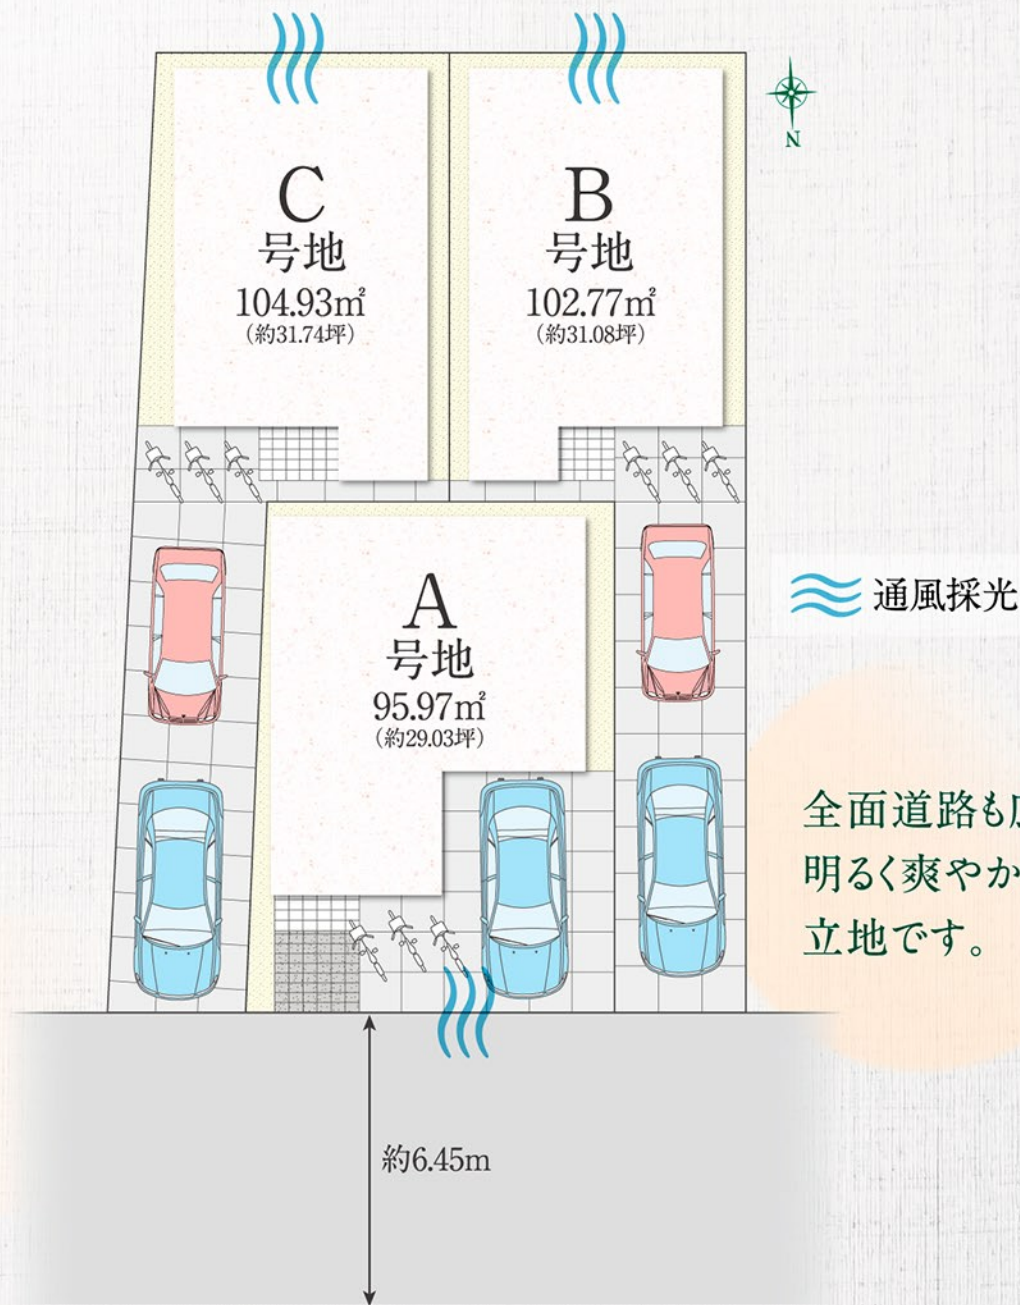 C
号地
104.93㎡
(約31.74坪)
B
号地
102.77㎡
(約31.08坪)
N
A
号地
95.97㎡
(約29.03坪)
通風採光
全面道路も
明るく爽やか
立地です。
約6.45m